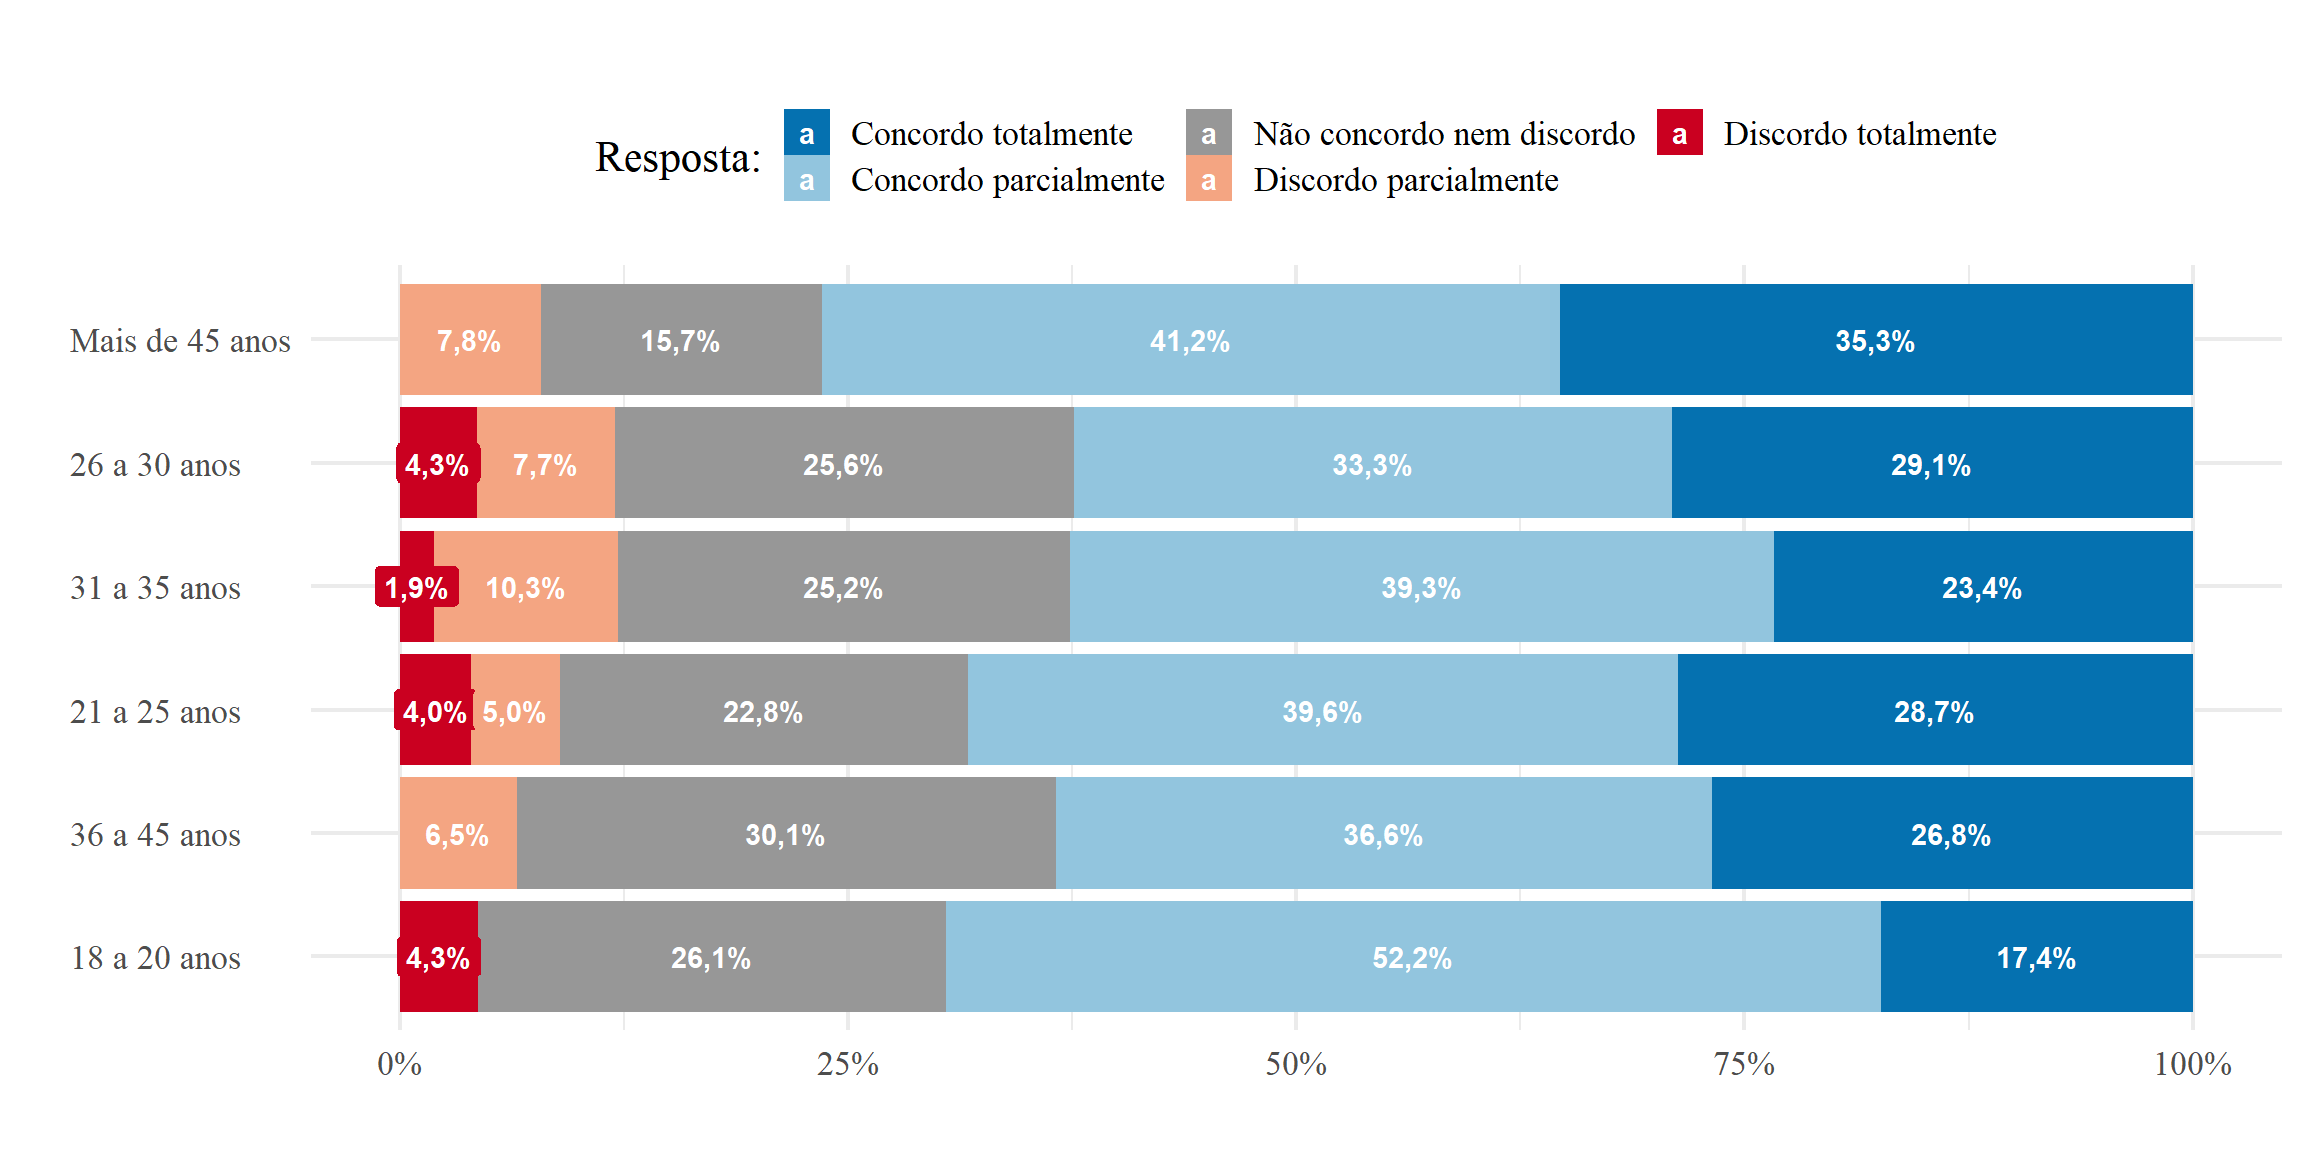 Resposta:
a Concordo totalmente a Não concordo nem discordo a Discordo totalmente
a Concordo parcialmente a Discordo parcialmente
Mais de 45 anos 7,8% 15,7% 41,2% 35,3%
26 a 30 anos 4,3% 7,7% 25,6% 33,3% 29,1%
31 a 35 anos 1,9% 10,3% 25,2% 39,3% 23,4%
21 a 25 anos 4,0% 5,0% 22,8% 39,6% 28,7%
36 a 45 anos 6,5% 30,1% 36,6% 26,8%
18 a 20 anos 4,3% 26,1% 52,2% 17,4%
0% 25% 50% 75% 100%